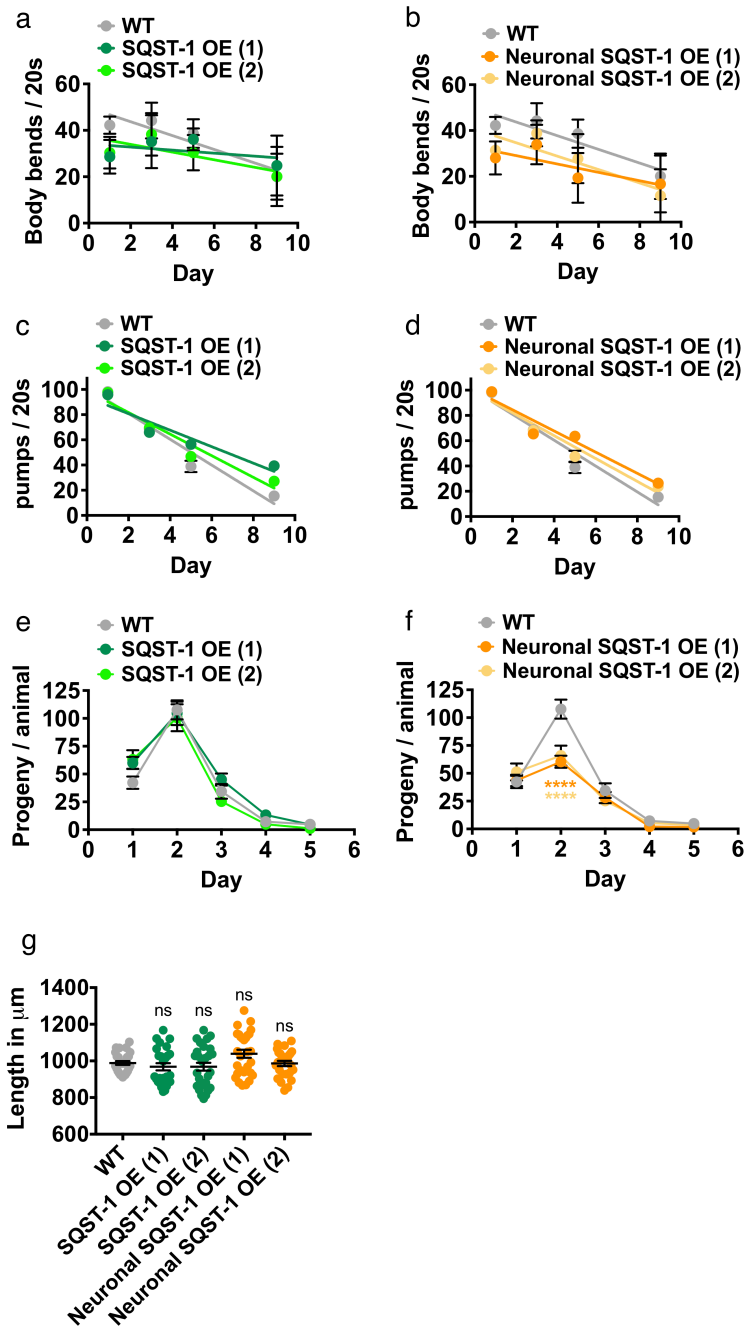 a
WT
SQST-1 OE (1)
SQST-1 OE (2)
Body bends / 20s
60
40
20
0
0 2 4 6 8 10
Day
b
WT
Neuronal SQST-1 OE (1)
Neuronal SQST-1 OE (2)
Body bends / 20s
60
40
20
0
0 2 4 6 8 10
Day
c
WT
SQST-1 OE (1)
SQST-1 OE (2)
pumps / 20s
100
80
60
40
20
0
0 2 4 6 8 10
Day
d
WT
Neuronal SQST-1 OE (1)
Neuronal SQST-1 OE (2)
pumps / 20s
100
80
60
40
20
0
0 2 4 6 8 10
Day
e
WT
SQST-1 OE (1)
SQST-1 OE (2)
Progeny / animal
125
100
75
50
25
0
0 1 2 3 4 5 6
Day
f
WT
Neuronal SQST-1 OE (1)
Neuronal SQST-1 OE (2)
Progeny / animal
125
100
75
50
25
0
****
****
0 1 2 3 4 5 6
Day
g
Length in μm
1400
1200
1000
800
600
ns ns ns ns
WT
SQST-1 OE (1)
SQST-1 OE (2)
Neuronal SQST-1 OE (1)
Neuronal SQST-1 OE (2)